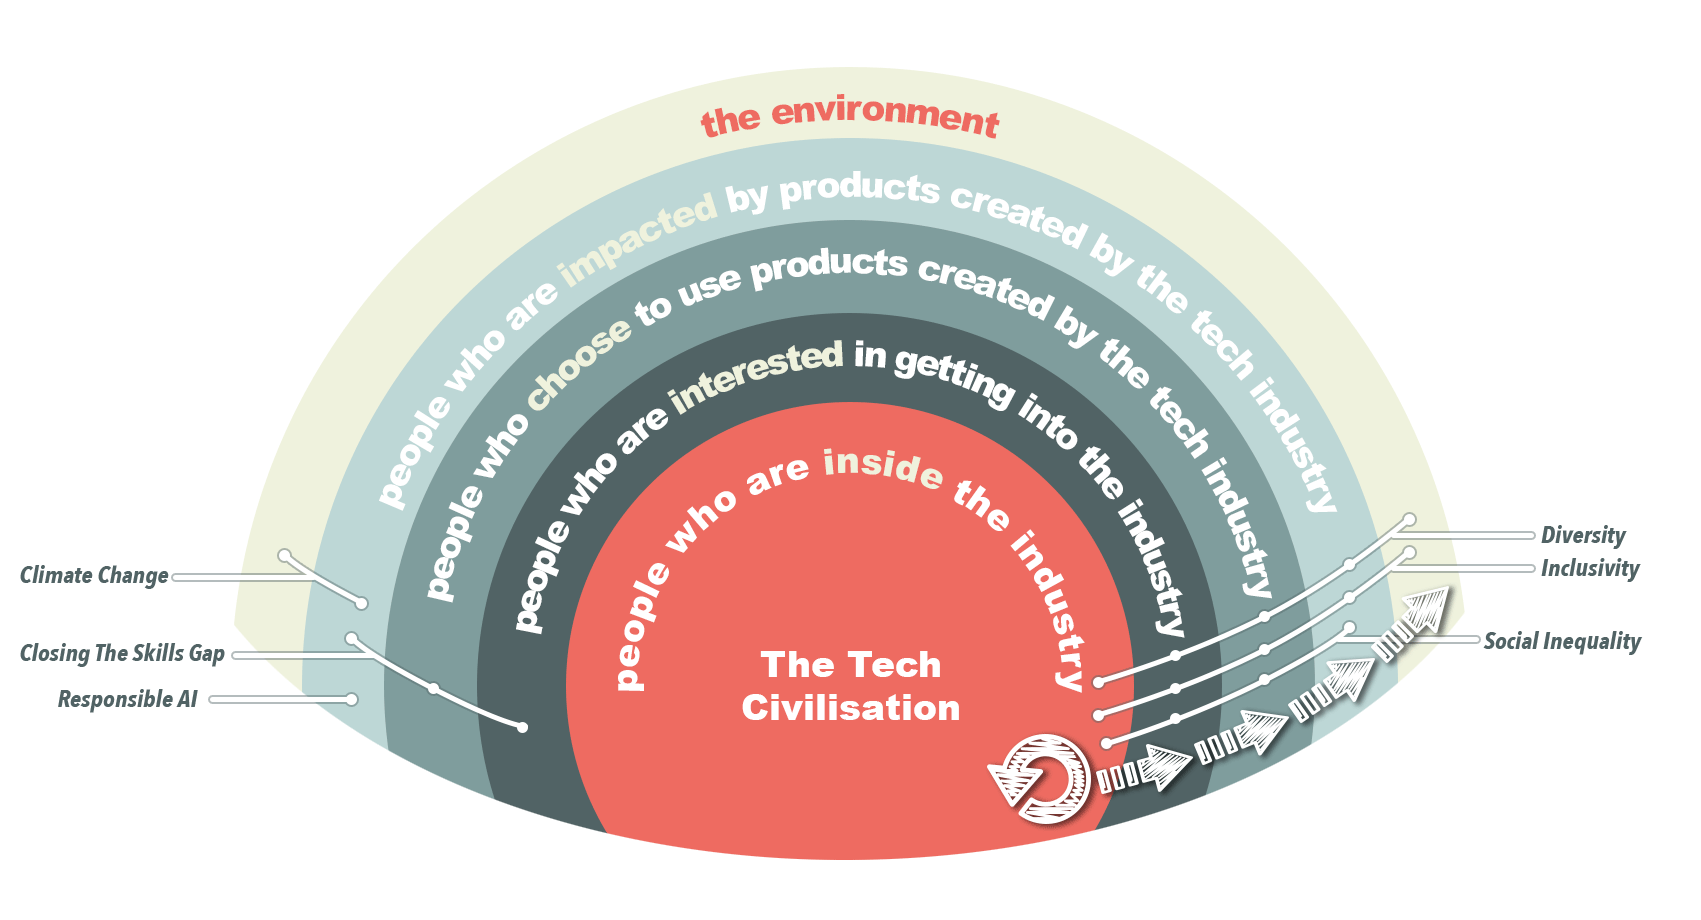 the environment
people who are impacted by products created by the tech industry
people who choose to use products created by the tech industry
people who are interested in getting into the industry
people who are inside the industry
The Tech
Civilisation
Climate Change
Closing The Skills Gap
Responsible AI
Diversity
Inclusivity
Social Inequality